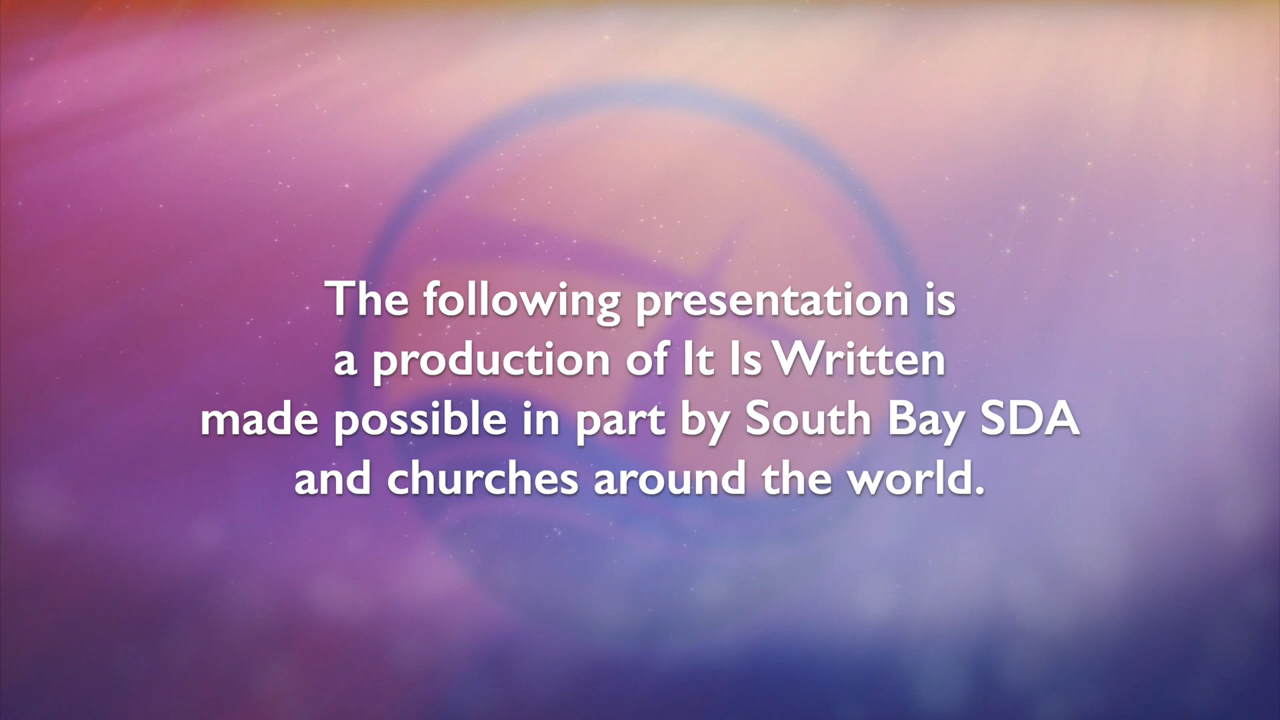 The following presentation is
a production of It Is Written
made possible in part by South Bay SDA
and churches around the world.